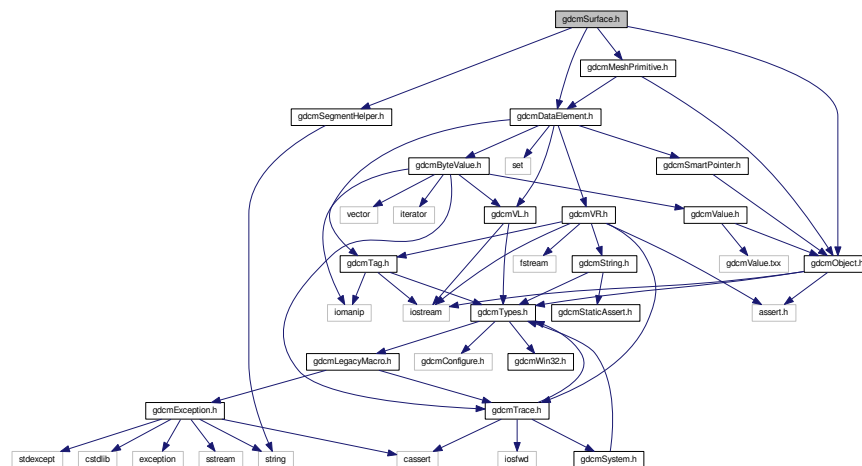 gdcmSurface.h
gdcmMeshPrimitive.h
gdcmSegmentHelper.h
gdcmDataElement.h
gdcmByteValue.h
set
gdcmSmartPointer.h
vector
iterator
gdcmVL.h
gdcmVR.h
gdcmValue.h
gdcmTag.h
fstream
gdcmString.h
gdcmValue.txx
gdcmObject.h
iomanip
iostream
gdcmTypes.h
gdcmStaticAssert.h
assert.h
gdcmLegacyMacro.h
gdcmConfigure.h
gdcmWin32.h
gdcmException.h
gdcmTrace.h
stdexcept
cstdlib
exception
sstream
string
cassert
iosfwd
gdcmSystem.h